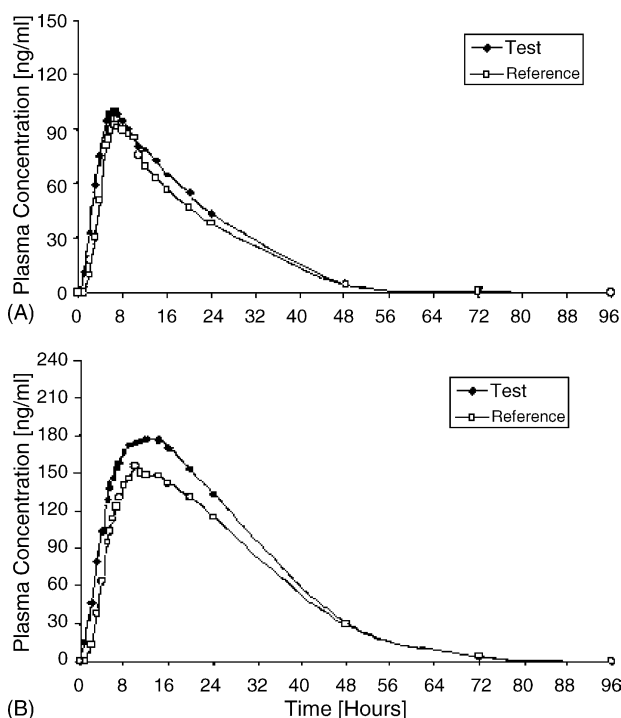 Plasma Concentration [ng/ml]
150
120
90
60
30
0
Test
Reference
0 8 16 24 32 40 48 56 64 72 80 88 96
(A)
Plasma Concentration [ng/ml]
240
210
180
150
120
90
60
30
0
Test
Reference
0 8 16 24 32 40 48 56 64 72 80 88 96
Time [Hours]
(B)